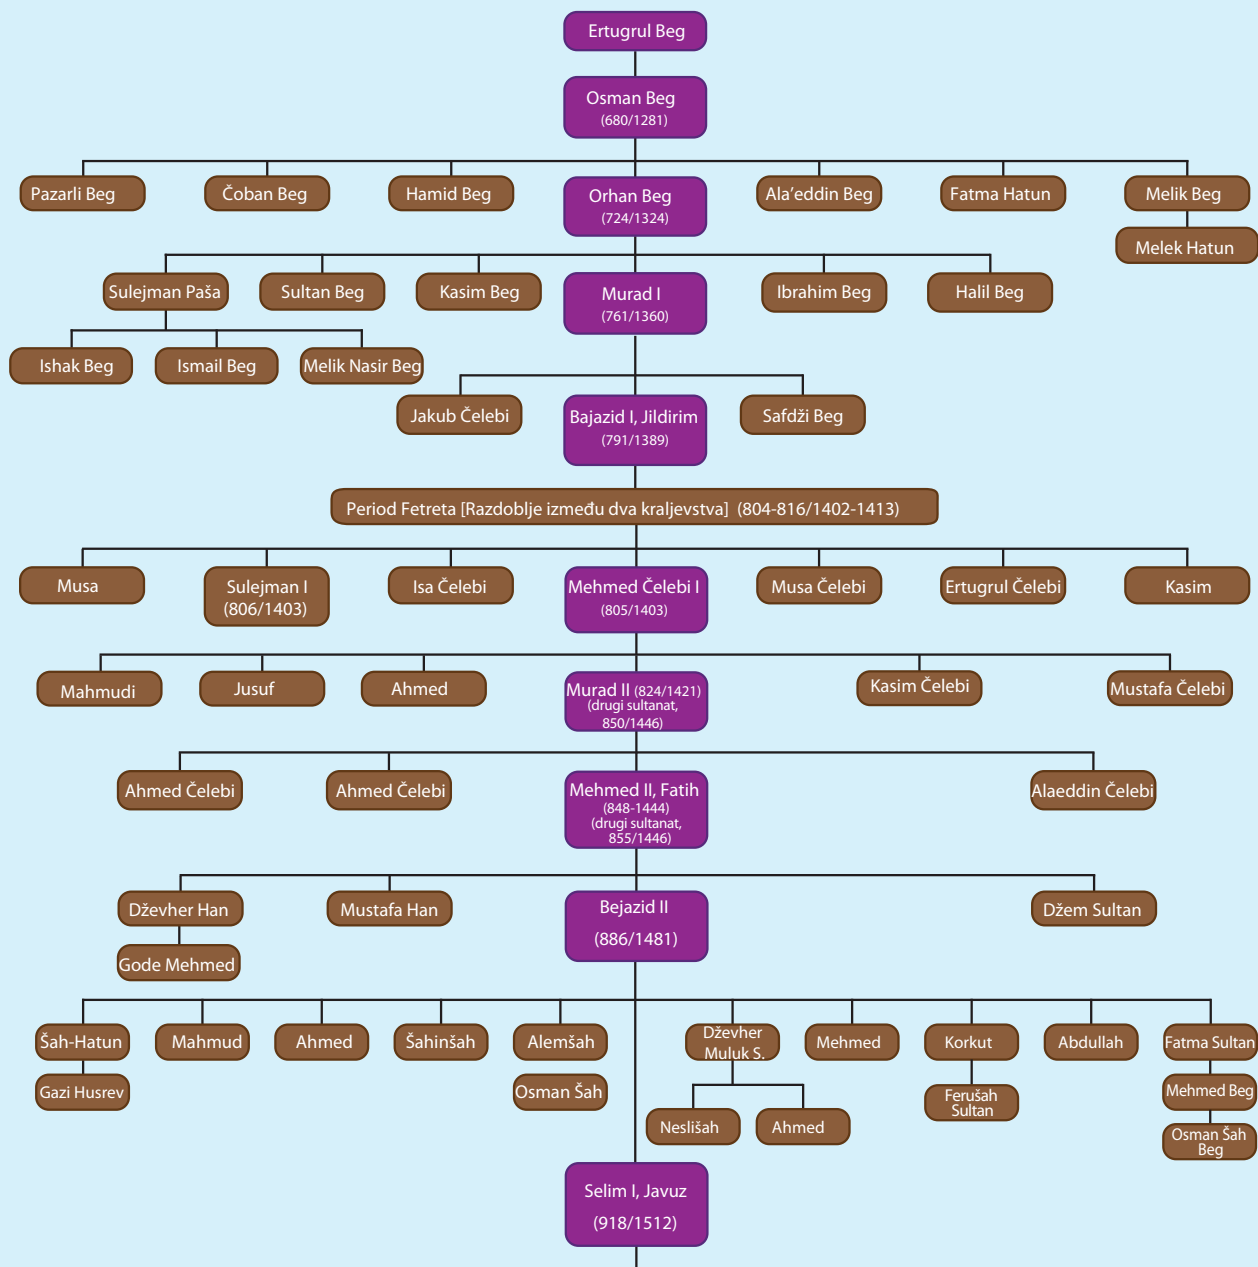 Ertugrul Beg
Osman Beg
(680/1281)
Pazarli Beg
Čoban Beg
Hamid Beg
Orhan Beg
(724/1324)
Ala'eddin Beg
Fatma Hatun
Melik Beg
Melek Hatun
Sulejman Paša
Sultan Beg
Kasim Beg
Murad I
(761/1360)
Ibrahim Beg
Halil Beg
Ishak Beg
Ismail Beg
Melik Nasir Beg
Jakub Čelebi
Bajazid I, Jildirim
(791/1389)
Safdži Beg
Period Fetreta [Razdoblje između dva kraljevstva] (804-816/1402-1413)
Musa
Sulejman I
(806/1403)
Isa Čelebi
Mehmed Čelebi I
(805/1403)
Musa Čelebi
Ertugrul Čelebi
Kasim
Mahmudi
Jusuf
Ahmed
Murad II (824/1421)
(drugi sultanat,
850/1446)
Kasim Čelebi
Mustafa Čelebi
Ahmed Čelebi
Ahmed Čelebi
Mehmed II, Fatih
(848-1444)
(drugi sultanat,
855/1446)
Alaeddin Čelebi
Dževher Han
Gode Mehmed
Mustafa Han
Bejazid II
(886/1481)
Džem Sultan
Šah-Hatun
Gazi Husrev
Mahmud
Ahmed
Šahinšah
Alemšah
Osman Šah
Dževher
Muluk S.
Neslišah
Ahmed
Mehmed
Korkut
Ferušah
Sultan
Abdullah
Fatma Sultan
Mehmed Beg
Osman Šah
Beg
Selim I, Javuz
(918/1512)